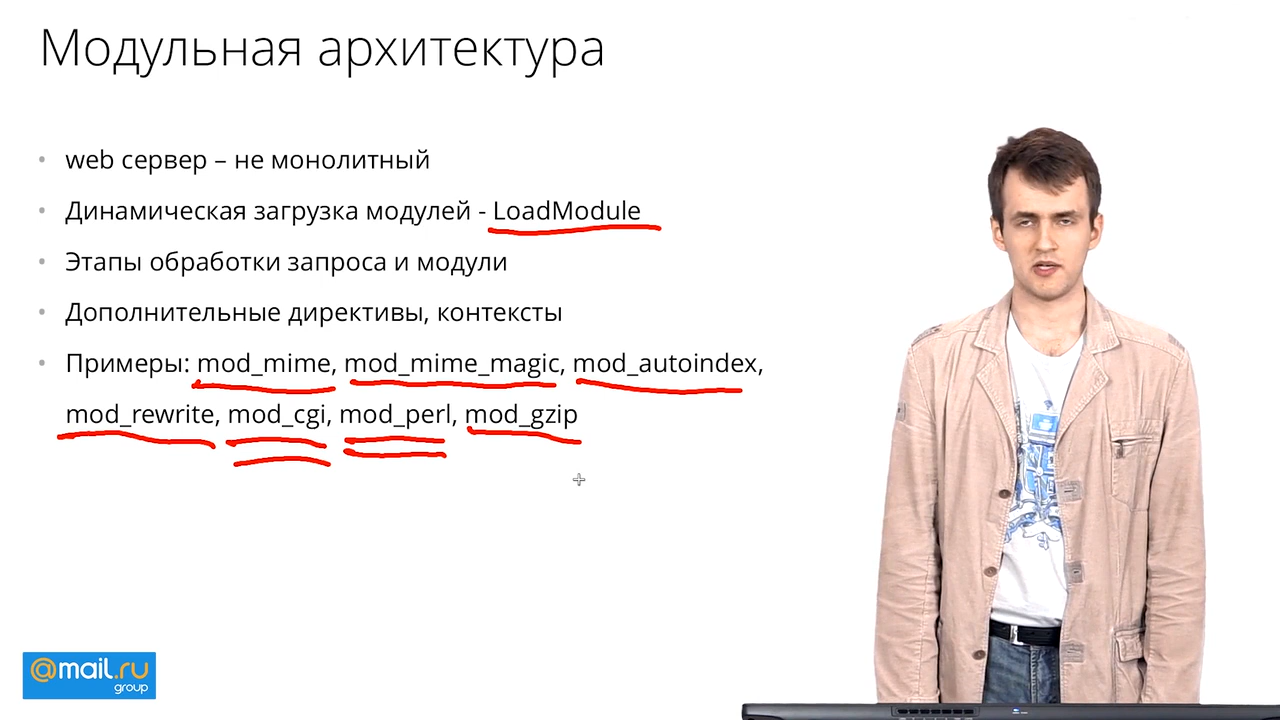 Модульная архитектура
• web сервер – не монолитный
• Динамическая загрузка модулей - LoadModule
• Этапы обработки запроса и модули
• Дополнительные директивы, контексты
• Примеры: mod_mime, mod_mime_magic, mod_autoindex,
mod_rewrite, mod_cgi, mod_perl, mod_gzip
@mail.ru
group